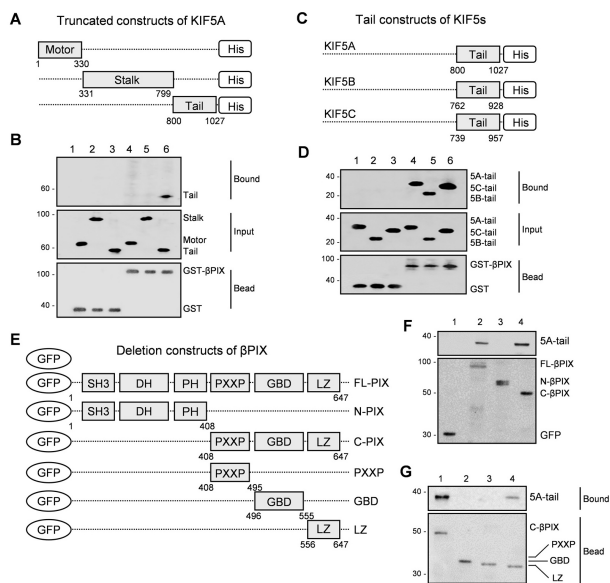 A
Truncated constructs of KIF5A
Motor
His
1
330
Stalk
His
331
799
Tail
His
800
1027
B
1 2 3 4 5 6
60 -
Tail
Bound
100 -
60 -
Stalk
Motor
Tail
Input
100 -
40 -
GST-βPIX
GST
Bead
C
Tail constructs of KIF5s
KIF5A
Tail
His
800
1027
KIF5B
Tail
His
762
928
KIF5C
Tail
His
739
957
D
1 2 3 4 5 6
40 -
20 -
5A-tail
5C-tail
5B-tail
Bound
40 -
20 -
5A-tail
5C-tail
5B-tail
Input
100 -
40 -
GST-βPIX
GST
Bead
E
Deletion constructs of βPIX
GFP
GFP SH3 DH PH PXXP GBD LZ FL-PIX
1
647
GFP SH3 DH PH N-PIX
1
408
GFP PXXP GBD LZ C-PIX
408
647
GFP PXXP PXXP
408
495
GFP GBD GBD
496
555
GFP LZ LZ
556
647
F
1 2 3 4
40 -
5A-tail
100 -
50 -
30 -
FL-βPIX
N-βPIX
C-βPIX
GFP
G
1 2 3 4
40 -
5A-tail
Bound
50 -
30 -
C-βPIX
PXXP
GBD
LZ
Bead